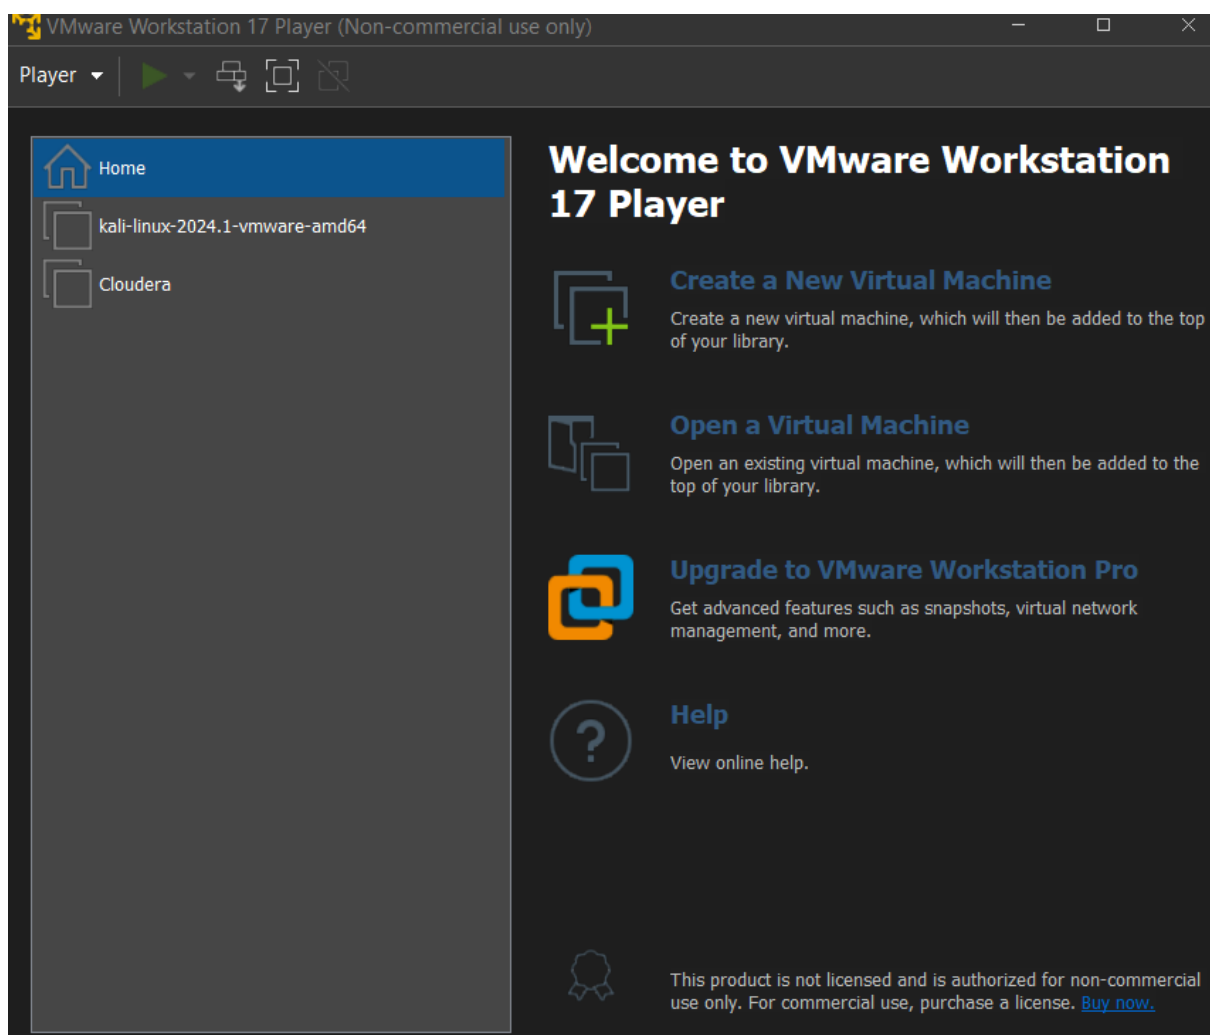 VMware Workstation 17 Player (Non-commercial use only)
Player
Home
kali-linux-2024.1-vmware-amd64
Cloudera
Welcome to VMware Workstation
17 Player
Create a New Virtual Machine
Create a new virtual machine, which will then be added to the top
of your library.
Open a Virtual Machine
Open an existing virtual machine, which will then be added to the
top of your library.
Upgrade to VMware Workstation Pro
Get advanced features such as snapshots, virtual network
management, and more.
Help
View online help.
This product is not licensed and is authorized for non-commercial
use only. For commercial use, purchase a license. Buy now.